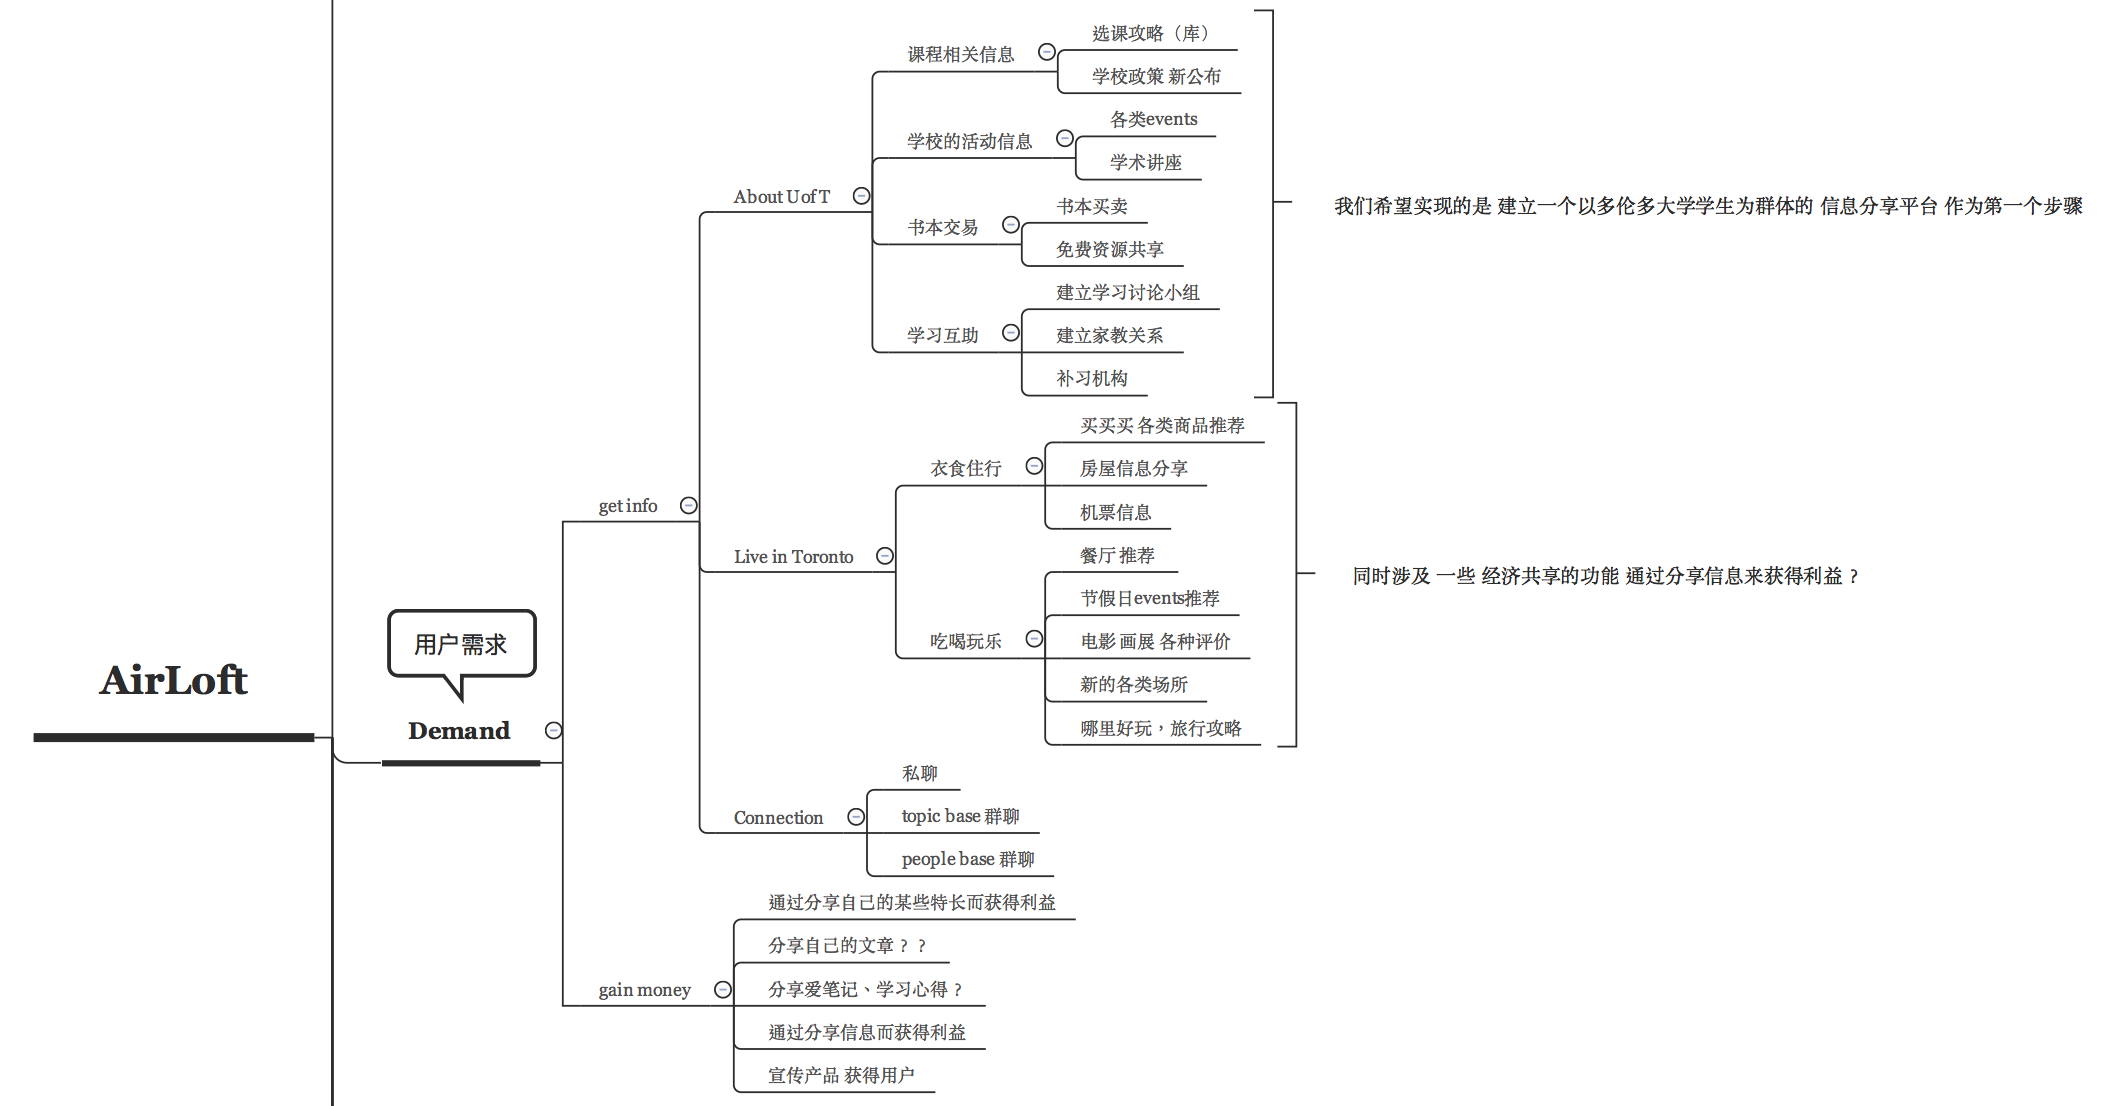 AirLoft
用户需求
Demand
get info
About UofT
课程相关信息
选课攻略（库）
学校政策 新公布
学校的活动信息
各类events
学术讲座
书本交易
书本买卖
免费资源共享
学习互助
建立学习讨论小组
建立家教关系
补习机构
我们希望实现的是 建立一个以多伦多大学学生为群体的 信息分享平台 作为第一个步骤
Live in Toronto
衣食住行
买买买 各类商品推荐
房屋信息分享
机票信息
吃喝玩乐
餐厅 推荐
节假日events推荐
电影 画展 各种评价
新的各类场所
哪里好玩，旅行攻略
同时涉及 一些 经济共享的功能 通过分享信息来获得利益？
Connection
私聊
topic base 群聊
people base 群聊
gain money
通过分享自己的某些特长而获得利益
分享自己的文章？？
分享爱笔记、学习心得？
通过分享信息而获得利益
宣传产品 获得用户